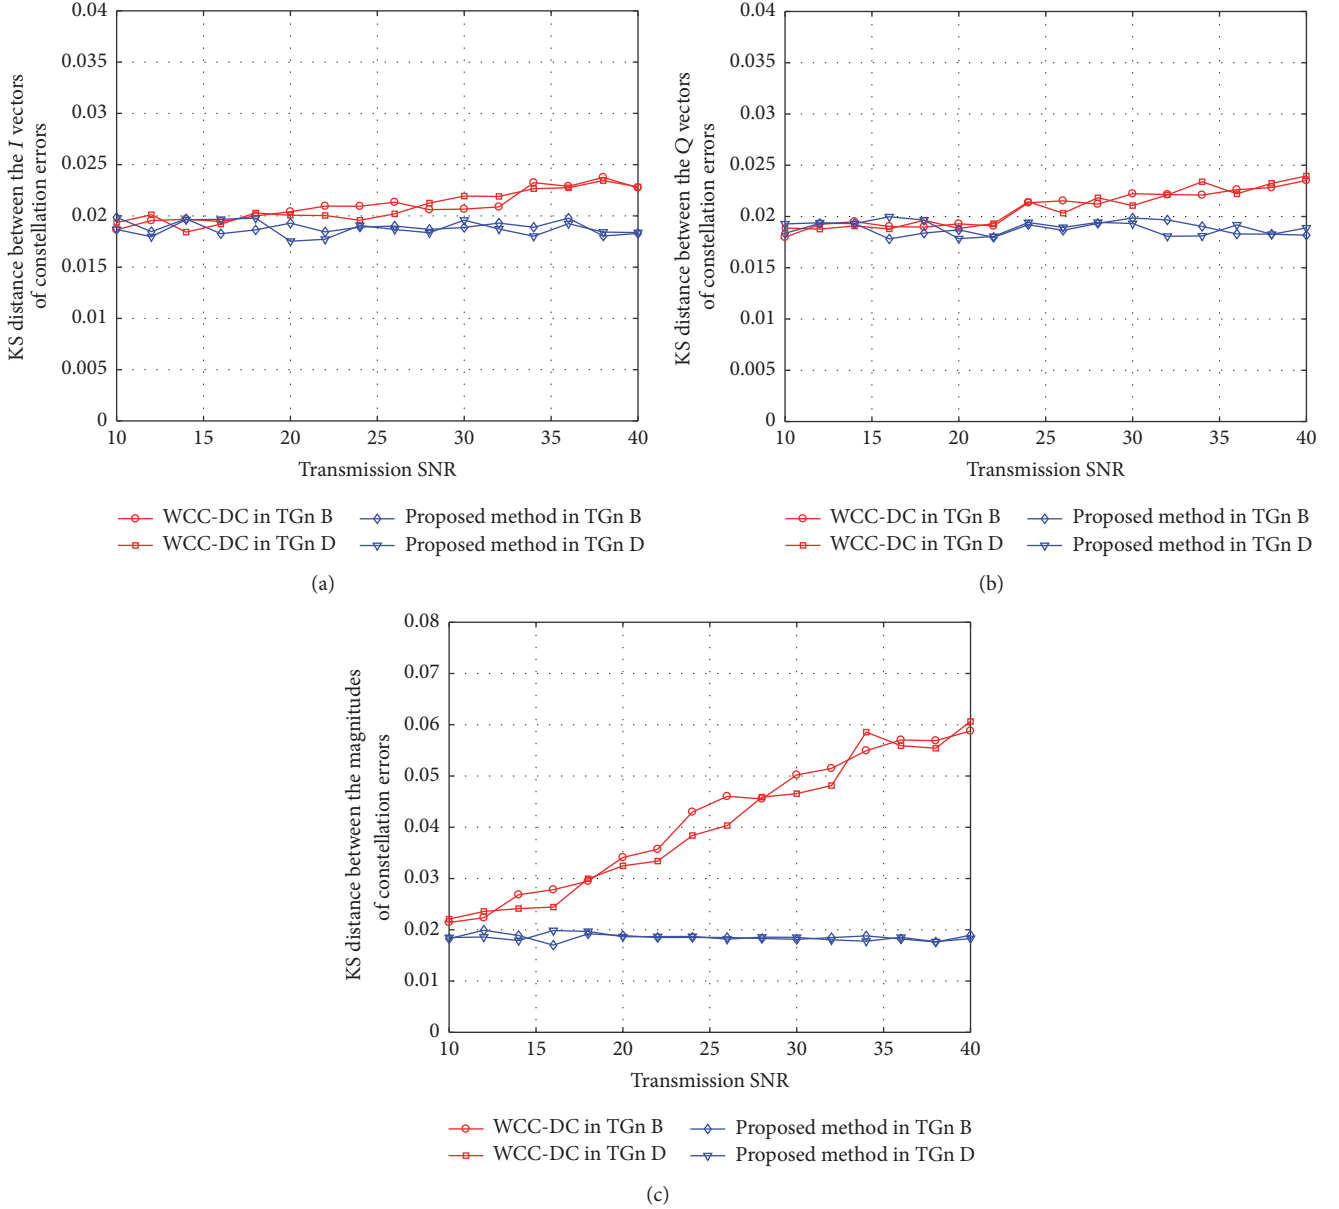 KS distance between the I vectors
of constellation errors
0.04
0.035
0.03
0.025
0.02
0.015
0.01
0.005
0
10 15 20 25 30 35 40
Transmission SNR
WCC-DC in TGn B
WCC-DC in TGn D
Proposed method in TGn B
Proposed method in TGn D
(a)
KS distance between the Q vectors
of constellation errors
0.04
0.035
0.03
0.025
0.02
0.015
0.01
0.005
0
10 15 20 25 30 35 40
Transmission SNR
WCC-DC in TGn B
WCC-DC in TGn D
Proposed method in TGn B
Proposed method in TGn D
(b)
KS distance between the magnitudes
of constellation errors
0.08
0.07
0.06
0.05
0.04
0.03
0.02
0.01
0
10 15 20 25 30 35 40
Transmission SNR
WCC-DC in TGn B
WCC-DC in TGn D
Proposed method in TGn B
Proposed method in TGn D
(c)